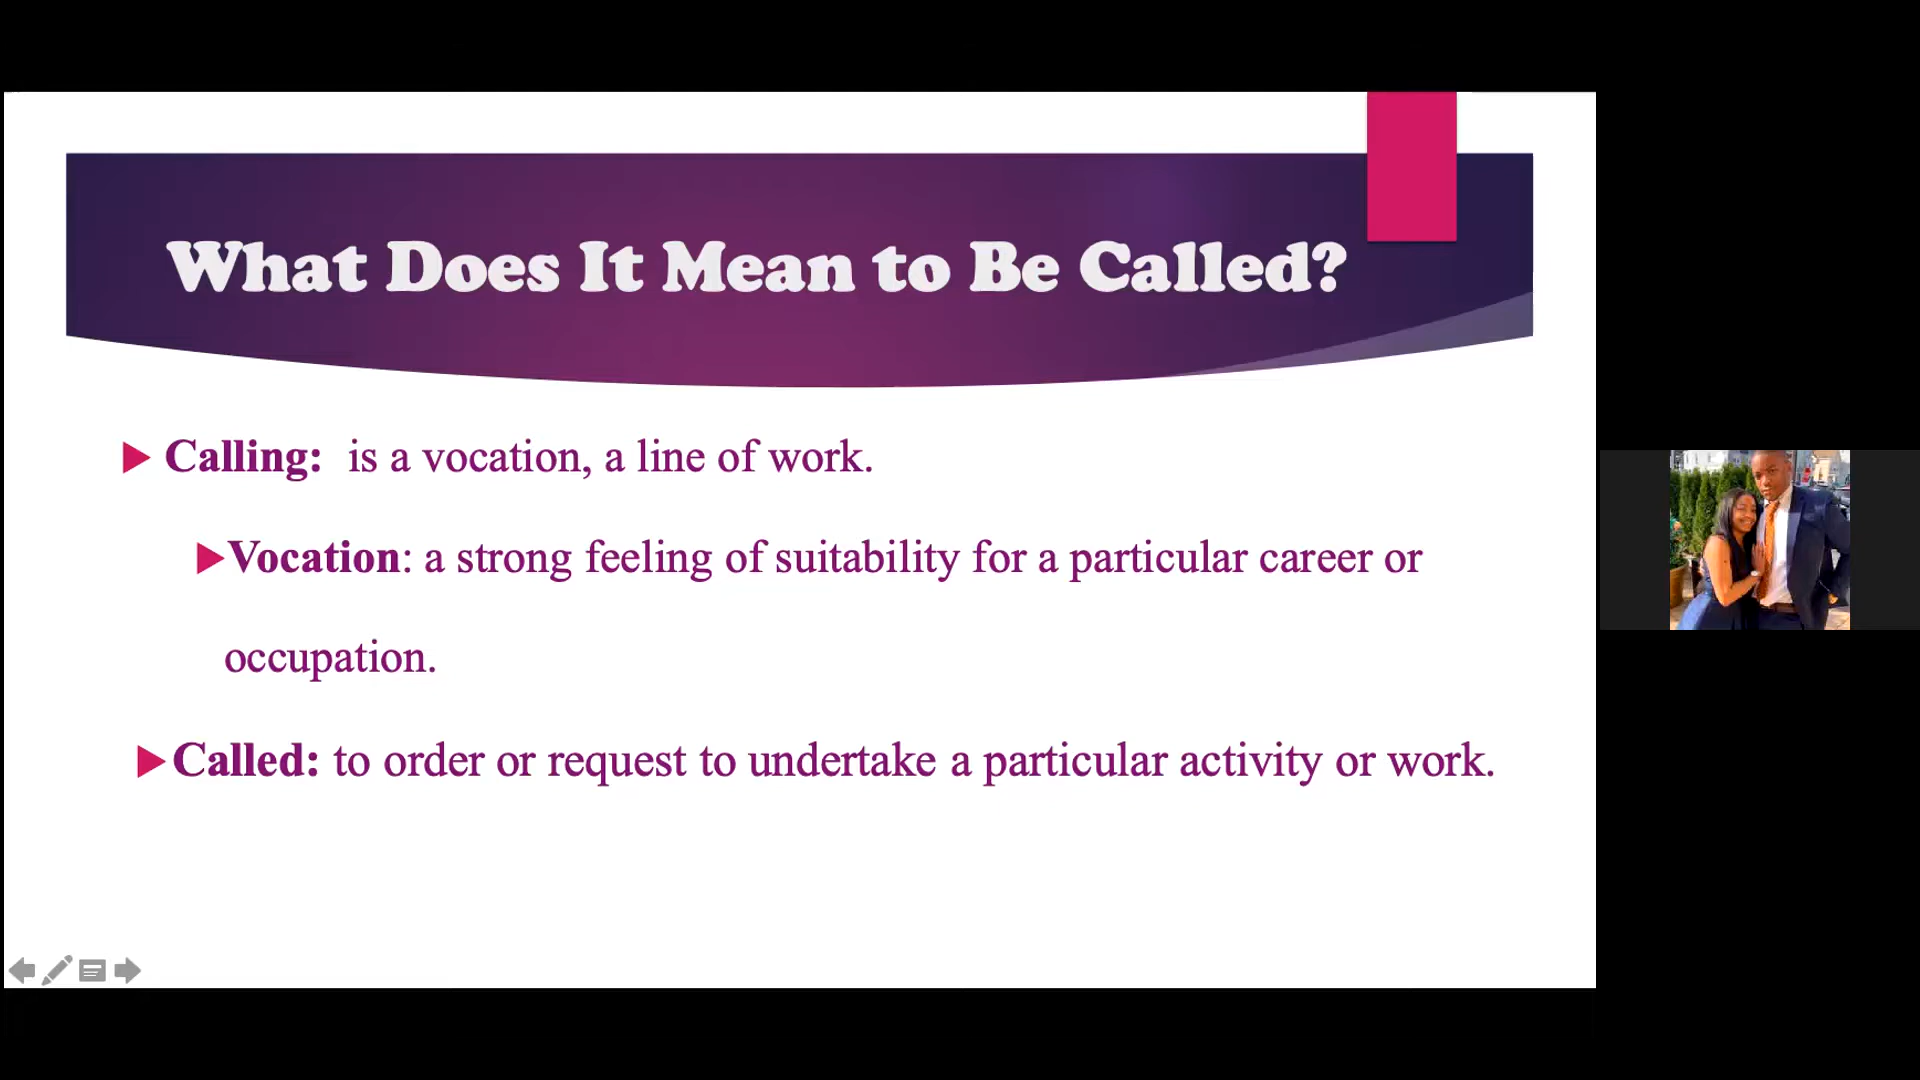 What Does It Mean to Be Called?
Calling: is a vocation, a line of work.
Vocation: a strong feeling of suitability for a particular career or
occupation.
Called: to order or request to undertake a particular activity or work.